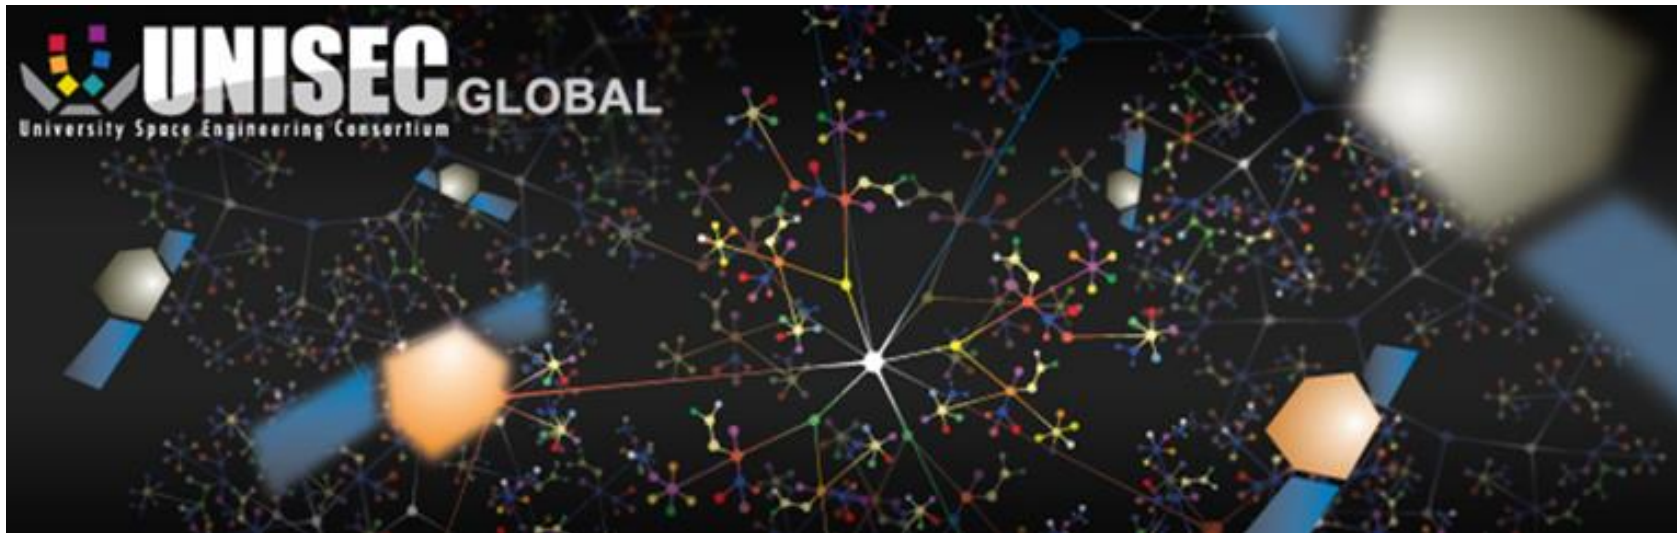 UNISEC GLOBAL
University Space Engineering Consortium